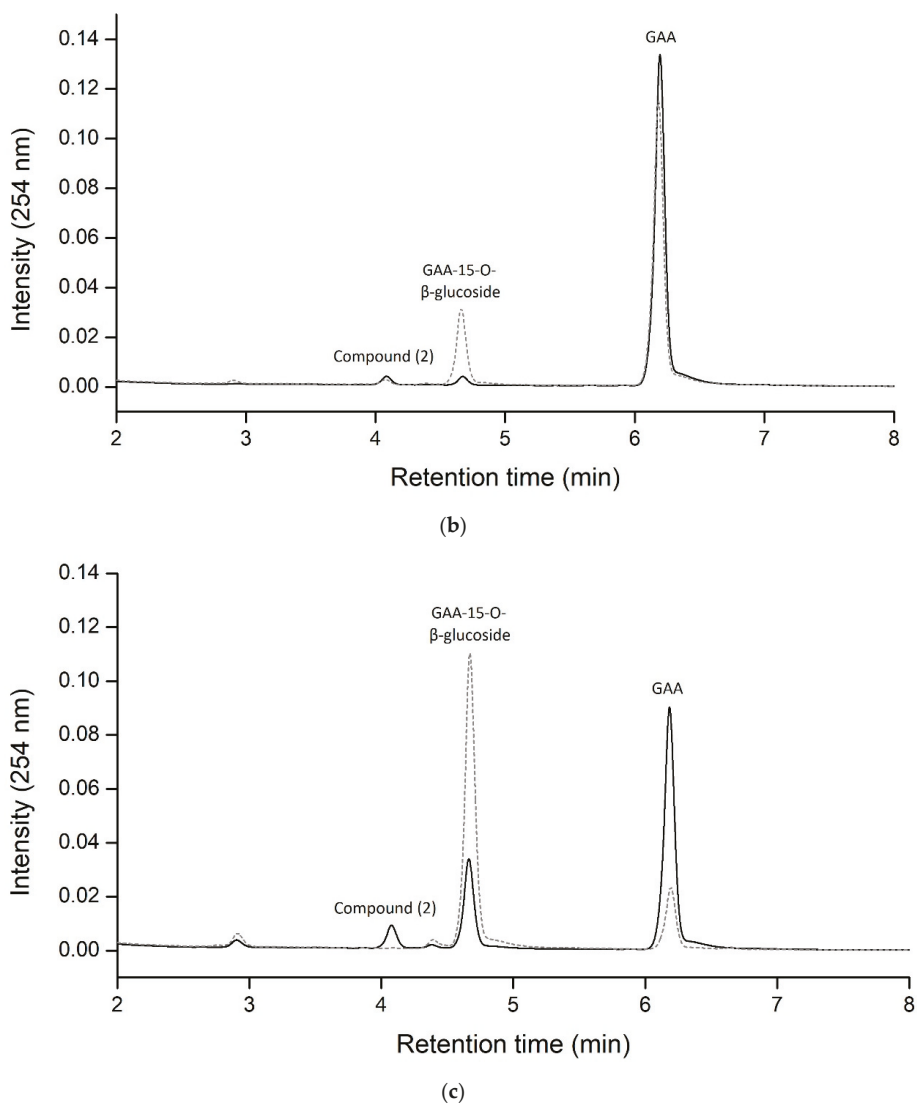 0.14
0.12
0.10
0.08
0.06
0.04
0.02
0.00
Intensity (254 nm)
GAA
GAA-15-O-
β-glucoside
Compound (2)
2 3 4 5 6 7 8
Retention time (min)
(b)
0.14
0.12
0.10
0.08
0.06
0.04
0.02
0.00
Intensity (254 nm)
GAA-15-O-
β-glucoside
GAA
Compound (2)
2 3 4 5 6 7 8
Retention time (min)
(c)